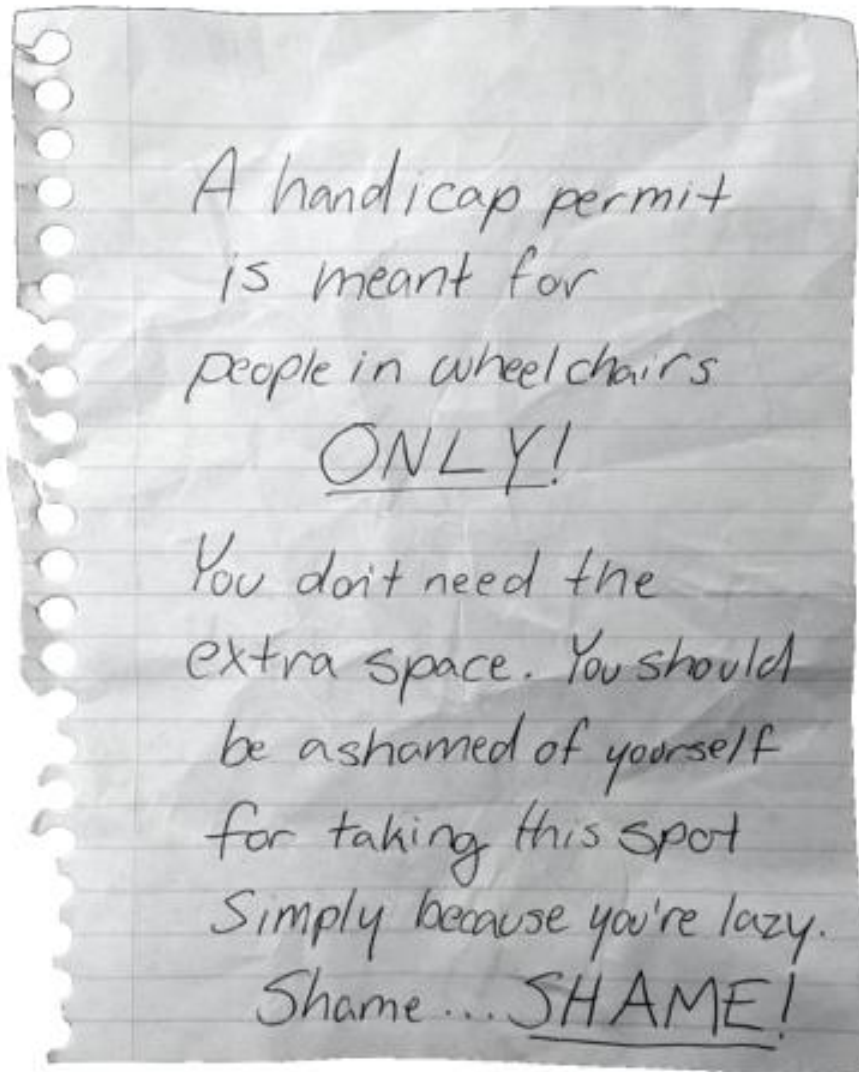 A handicap permit
is meant for
people in wheelchairs
ONLY!
You don't need the
extra space. You should
be ashamed of yourself
for taking this spot
Simply because you're lazy.
Shame... SHAME!